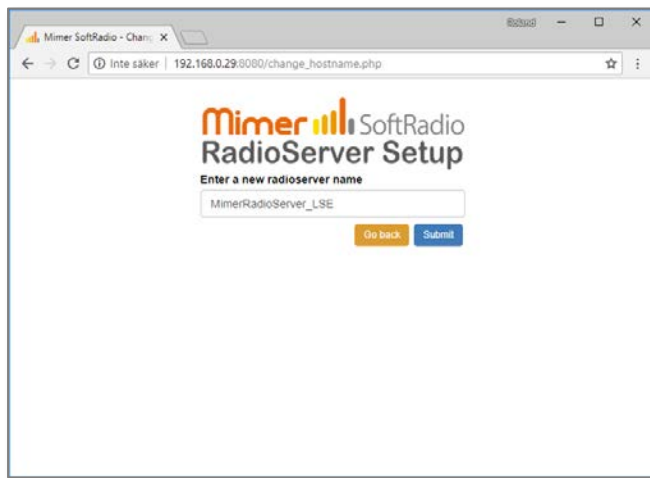 Mimer SoftRadio - Chang
Inte säker | 192.168.0.29:8080/change_hostname.php
Mimer SoftRadio
RadioServer Setup
Enter a new radioserver name
MimerRadioServer_LSE
Go back Submit